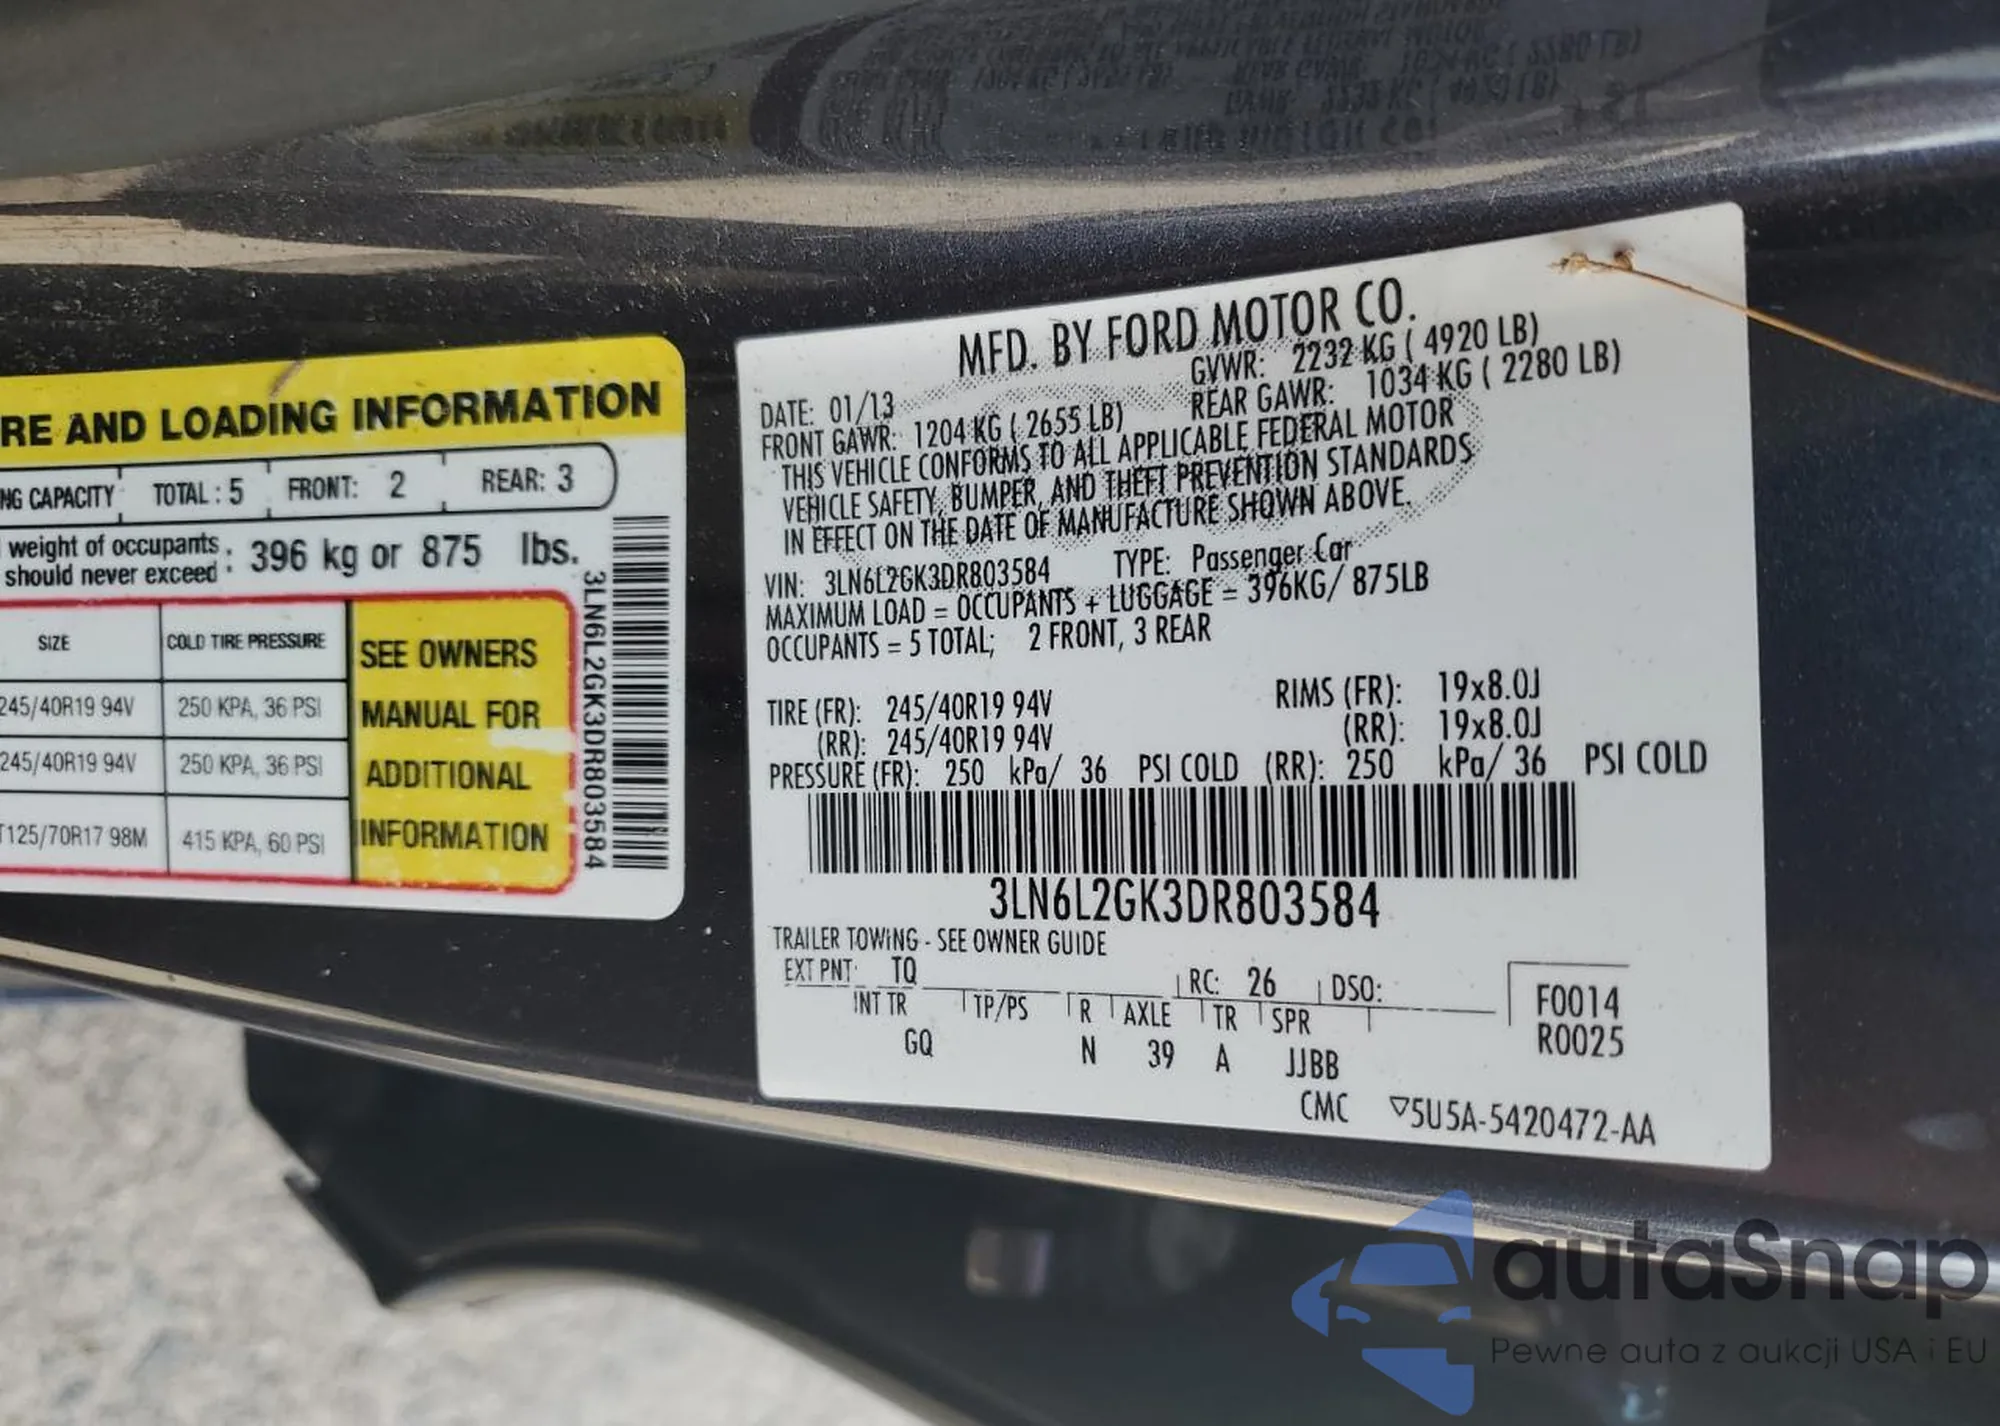 RE AND LOADING INFORMATION
NG CAPACITY TOTAL : 5 FRONT: 2 REAR: 3
weight of occupants
should never exceed : 396 kg or 875 lbs.
SIZE COLD TIRE PRESSURE
245/40R19 94V 250 KPA, 36 PSI
245/40R19 94V 250 KPA, 36 PSI
T125/70R17 98M 415 KPA, 60 PSI
SEE OWNERS
MANUAL FOR
ADDITIONAL
INFORMATION
3LN6L2GK3DR803584
MFD. BY FORD MOTOR CO.
DATE: 01/13 GVWR: 2232 KG ( 4920 LB)
FRONT GAWR: 1204 KG ( 2655 LB) REAR GAWR: 1034 KG ( 2280 LB)
THIS VEHICLE CONFORMS TO ALL APPLICABLE FEDERAL MOTOR
VEHICLE SAFETY, BUMPER, AND THEFT PREVENTION STANDARDS
IN EFFECT ON THE DATE OF MANUFACTURE SHOWN ABOVE.
VIN: 3LN6L2GK3DR803584 TYPE: Passenger Car
MAXIMUM LOAD = OCCUPANTS + LUGGAGE = 396KG/ 875LB
OCCUPANTS = 5 TOTAL; 2 FRONT, 3 REAR
TIRE (FR): 245/40R19 94V RIMS (FR): 19x8.0J
(RR): 245/40R19 94V (RR): 19x8.0J
PRESSURE (FR): 250 kPa/ 36 PSI COLD (RR): 250 kPa/ 36 PSI COLD
3LN6L2GK3DR803584
TRAILER TOWING - SEE OWNER GUIDE
EXT PNT: TQ RC: 26 DSO:
INT TR TP/PS R AXLE TR SPR
GQ N 39 A JJBB
F0014
R0025
CMC ▽5U5A-5420472-AA
autaSnap
Pewne auta z aukcji USA i EU